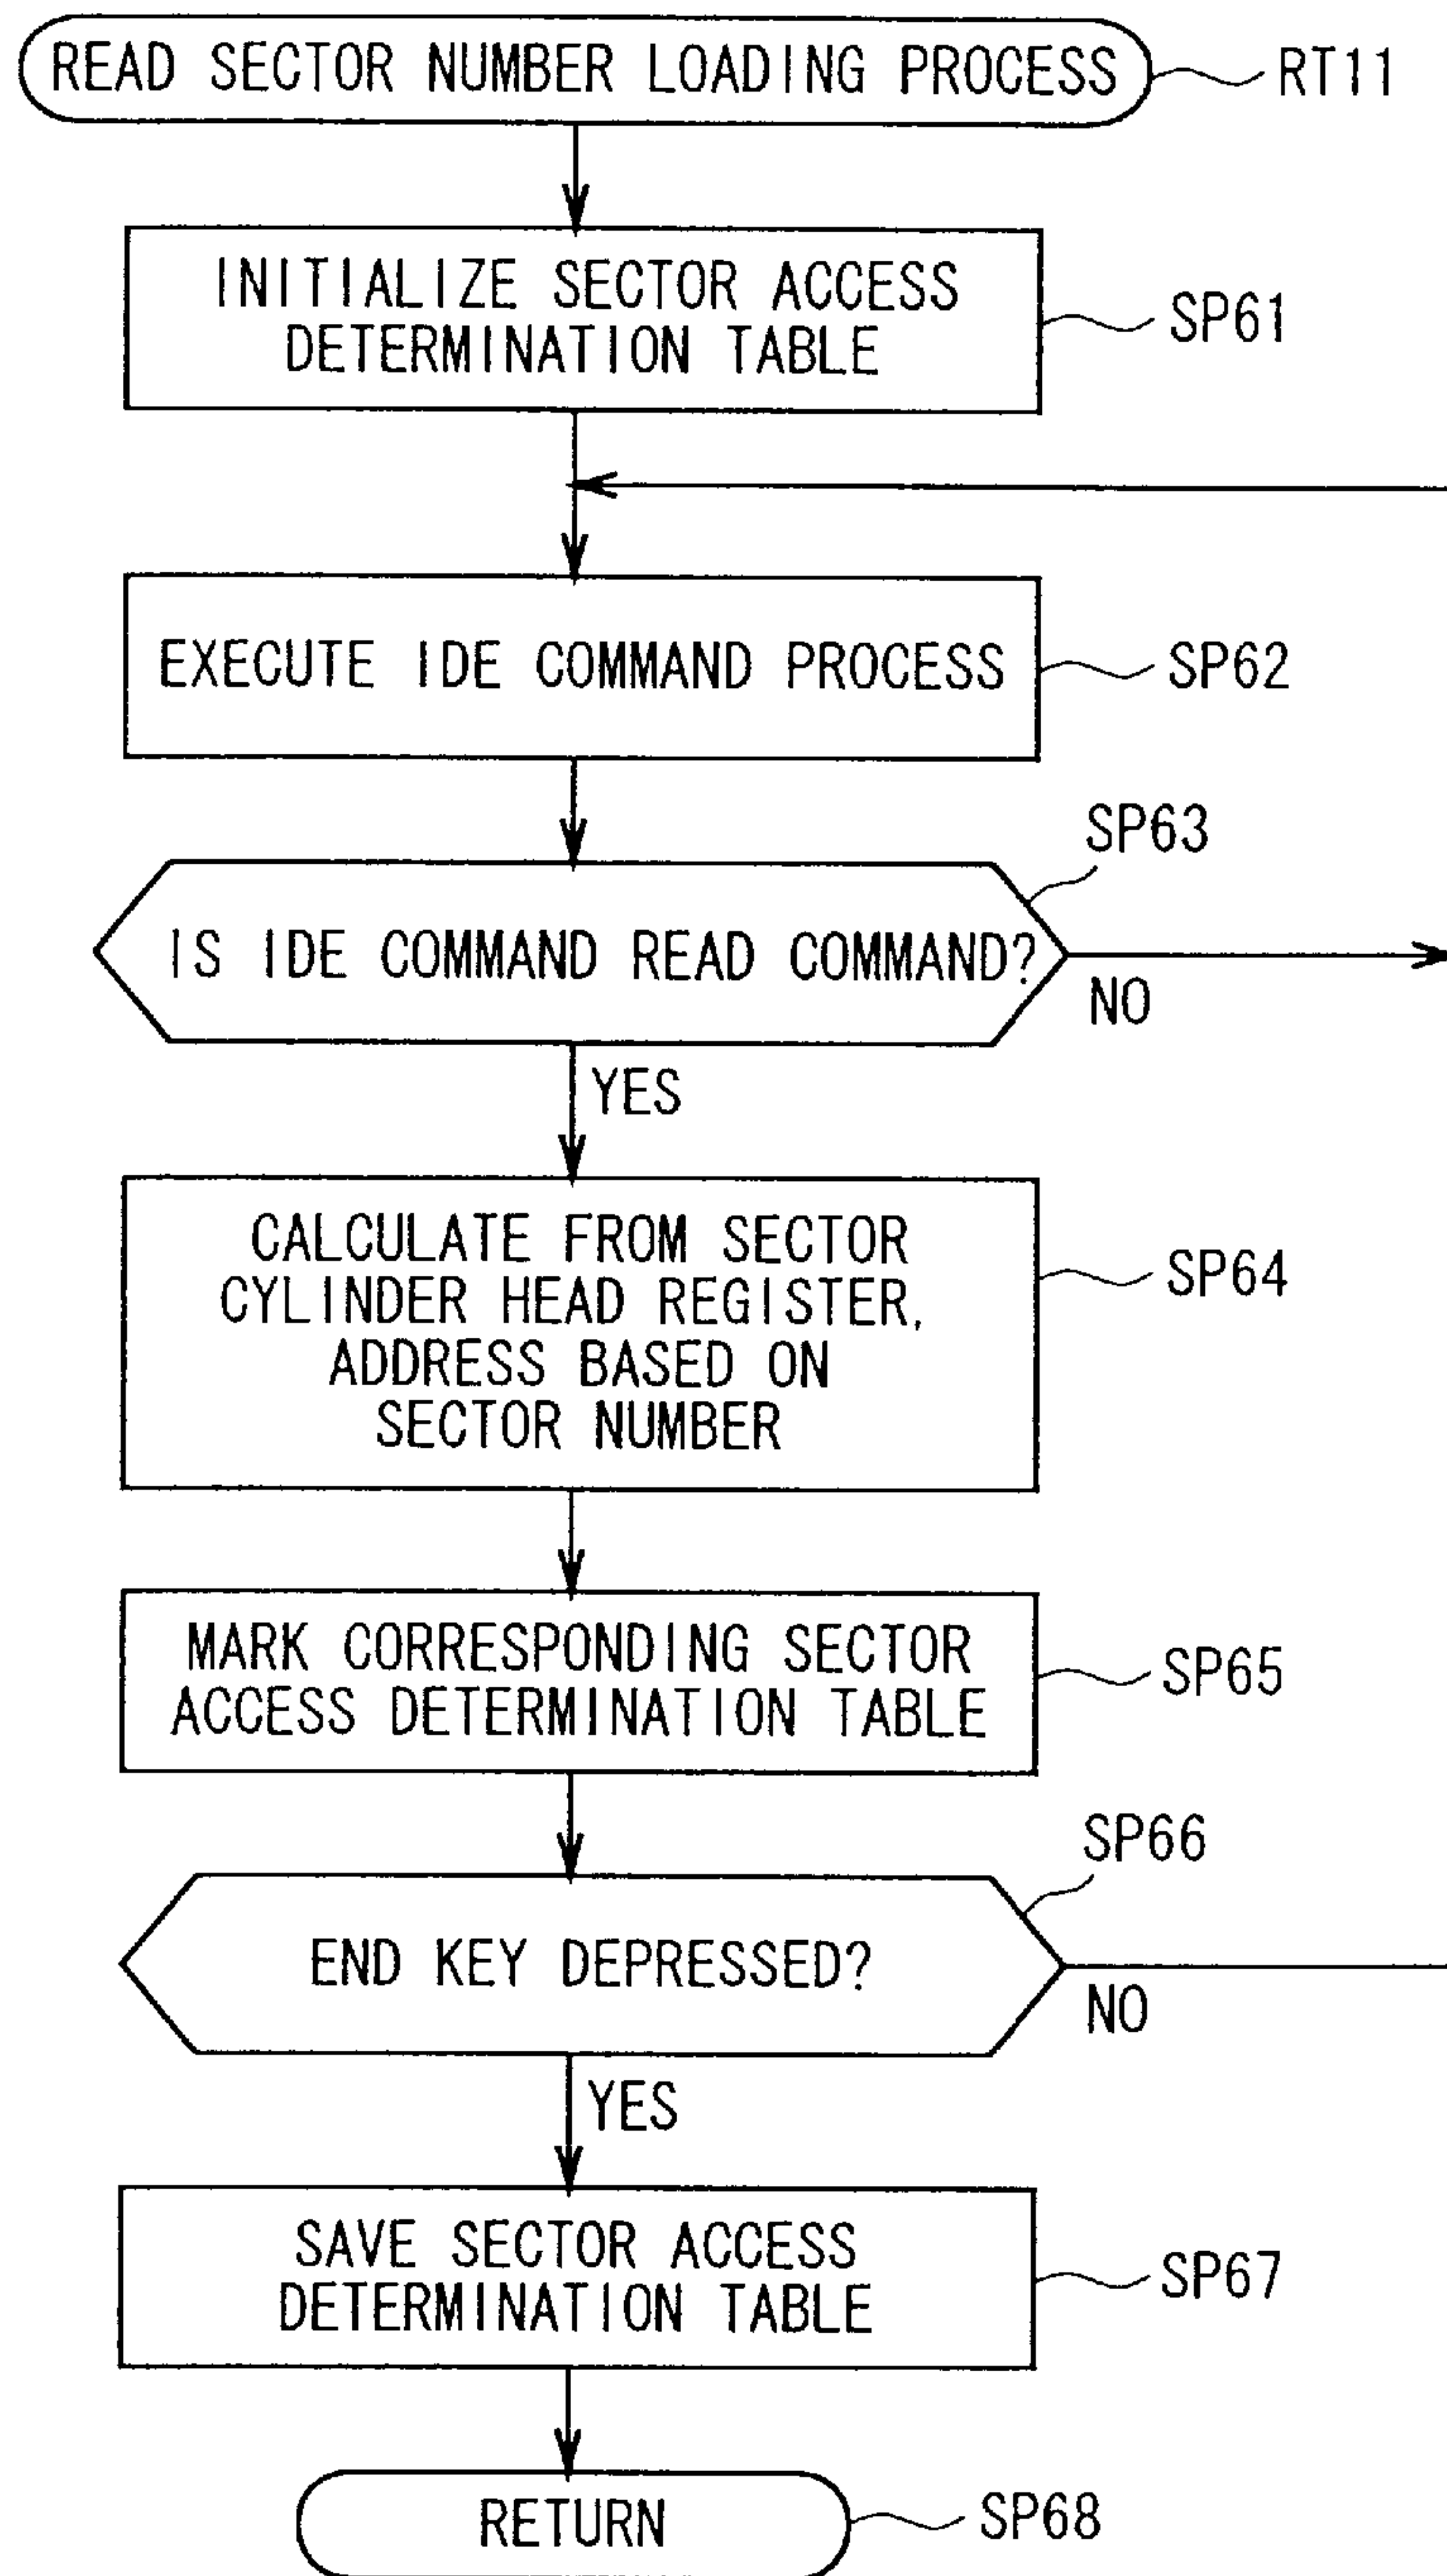 READ SECTOR NUMBER LOADING PROCESS
RT11
INITIALIZE SECTOR ACCESS
DETERMINATION TABLE
SP61
EXECUTE IDE COMMAND PROCESS
SP62
SP63
IS IDE COMMAND READ COMMAND?
NO
YES
CALCULATE FROM SECTOR
CYLINDER HEAD REGISTER,
ADDRESS BASED ON
SECTOR NUMBER
SP64
MARK CORRESPONDING SECTOR
ACCESS DETERMINATION TABLE
SP65
SP66
END KEY DEPRESSED?
NO
YES
SAVE SECTOR ACCESS
DETERMINATION TABLE
SP67
RETURN
SP68